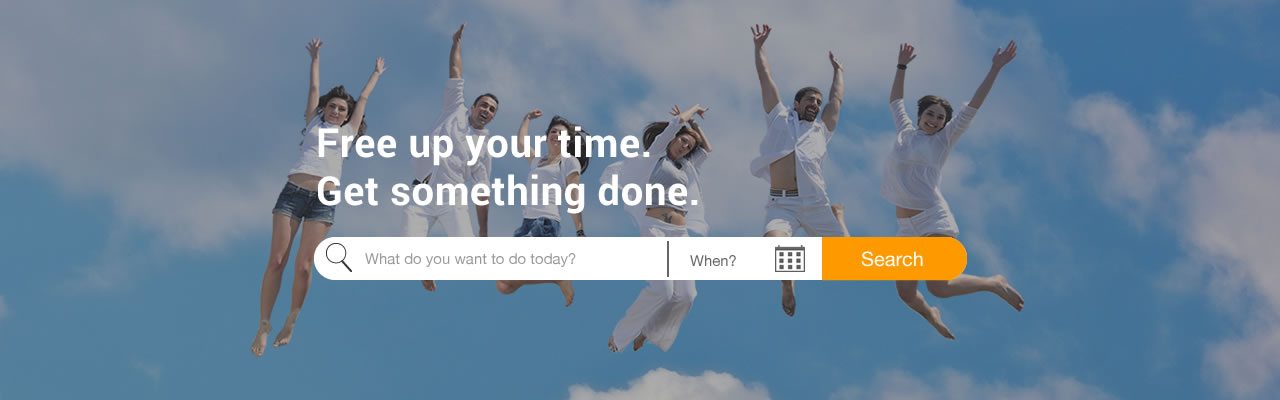 Free up your time.
Get something done.
What do you want to do today? When? Search